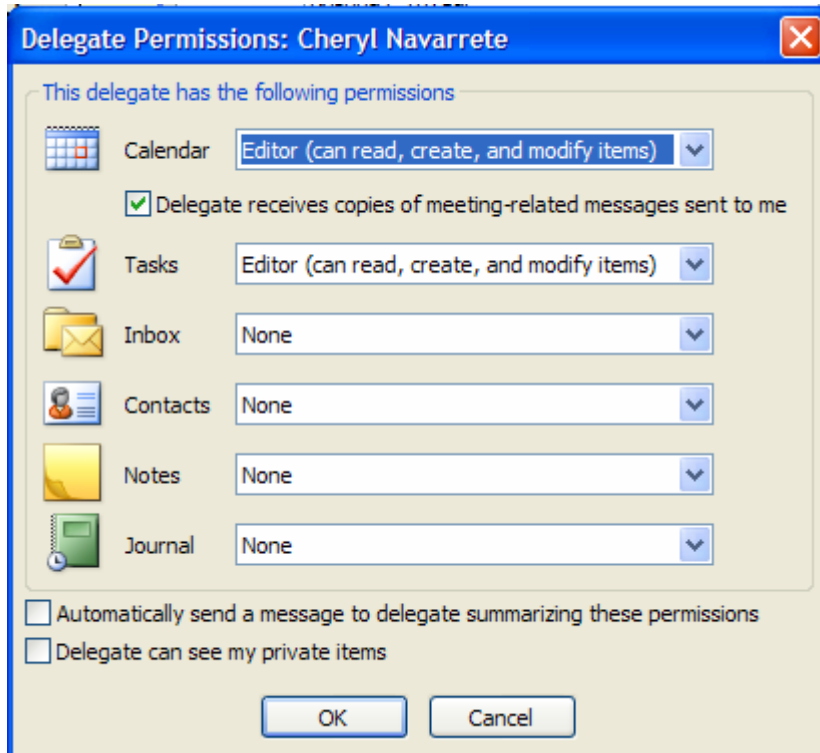 Delegate Permissions: Cheryl Navarrete
This delegate has the following permissions
Calendar Editor (can read, create, and modify items)
Delegate receives copies of meeting-related messages sent to me
Tasks Editor (can read, create, and modify items)
Inbox None
Contacts None
Notes None
Journal None
Automatically send a message to delegate summarizing these permissions
Delegate can see my private items
OK Cancel